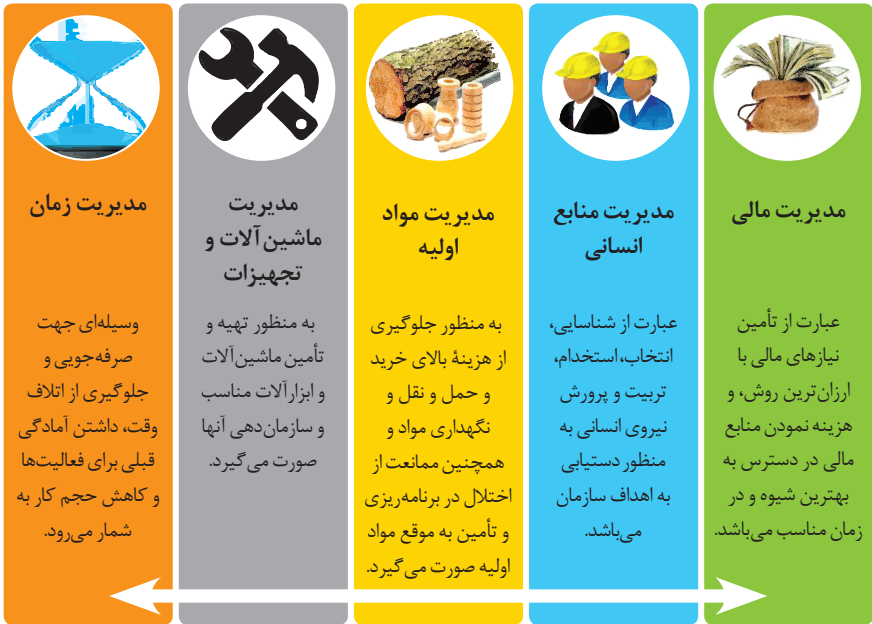 مدیریت مالی
عبارت از تأمین
نیازهای مالی با
ارزان‌ترین روش، و
هزینه نمودن منابع
مالی در دسترس به
بهترین شیوه و در
زمان مناسب می‌باشد.
مدیریت منابع
انسانی
عبارت از شناسایی،
انتخاب، استخدام،
تربیت و پرورش
نیروی انسانی به
منظور دستیابی
به اهداف سازمان
می‌باشد.
مدیریت مواد
اولیه
به منظور جلوگیری
از هزینهٔ بالای خرید
و حمل و نقل و
نگهداری مواد و
همچنین ممانعت از
اختلال در برنامه‌ریزی
و تأمین به موقع مواد
اولیه صورت می‌گیرد.
مدیریت
ماشین‌آلات و
تجهیزات
به منظور تهیه و
تأمین ماشین‌آلات
و ابزارآلات مناسب
و سازمان‌دهی آنها
صورت می‌گیرد.
مدیریت زمان
وسیله‌ای جهت
صرفه‌جویی و
جلوگیری از اتلاف
وقت، داشتن آمادگی
قبلی برای فعالیت‌ها
و کاهش حجم کار به
شمار می‌رود.